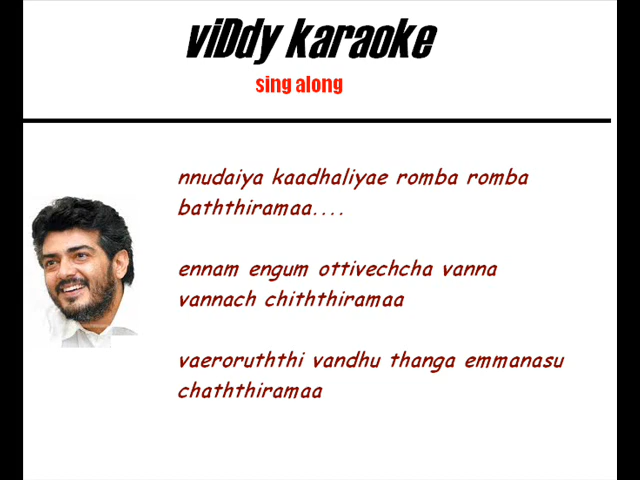 viDdy karaoke
sing along
nnudaiya kaadhaliyae romba romba
baththiramaa....
ennam engum ottivechcha vanna
vannach chiththiramaa
vaeroruththi vandhu thanga emmanasu
chaththiramaa